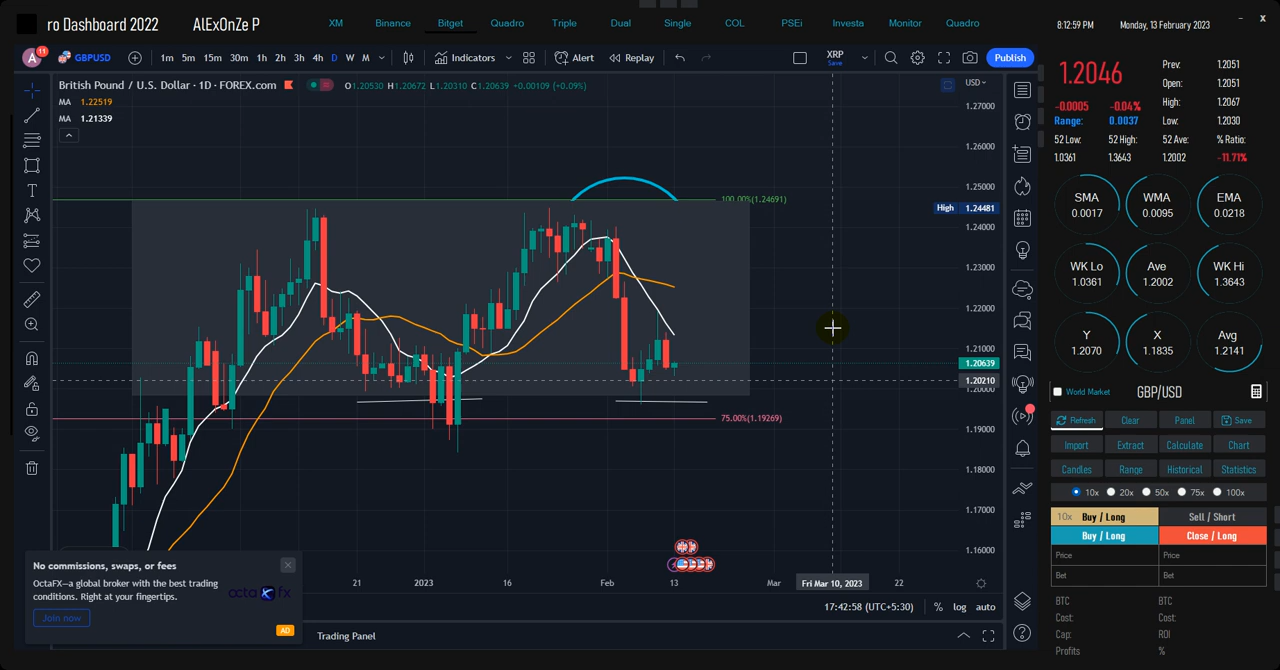 ro Dashboard 2022 AlExOnZe P XM Binance Bitget Quadro Triple Dual Single COL PSEi Investa Monitor Quadro 8:12:59 PM Monday, 13 February 2023 – X
A 11 GBPUSD 1m 5m 15m 30m 1h 2h 3h 4h D W M Indicators Alert Replay XRP Save Publish
British Pound / U.S. Dollar · 1D · FOREX.com O1.20530 H1.20672 L1.20310 C1.20639 +0.00109 (+0.09%)
MA 1.22519
MA 1.21339
USD
1.27000
1.26000
1.25000
100.00%(1.24691)
High 1.24481
1.24000
1.23000
1.22000
1.21000
1.20639
1.20210
1.20000
1.19000
75.00%(1.19269)
1.18000
1.17000
1.16000
21 2023 16 Feb 13 Mar Fri Mar 10, 2023 22
No commissions, swaps, or fees
OctaFX—a global broker with the best trading
conditions. Right at your fingertips.
octa fx
Join now
AD
17:42:58 (UTC+5:30) % log auto
Trading Panel
1.2046
-0.0005 -0.04%
Range: 0.0037
Prev: 1.2051
Open: 1.2051
High: 1.2067
Low: 1.2030
52 Low: 52 High: 52 Ave: % Ratio:
1.0361 1.3643 1.2002 -11.71%
SMA WMA EMA
0.0017 0.0095 0.0218
WK Lo Ave WK Hi
1.0361 1.2002 1.3643
Y X Avg
1.2070 1.1835 1.2141
World Market GBP/USD
Refresh Clear Panel Save
Import Extract Calculate Chart
Candles Range Historical Statistics
10x 20x 50x 75x 100x
10x Buy / Long Sell / Short
Buy / Long Close / Long
Price Price
Bet Bet
BTC BTC
Cost: Cost:
Cap: ROI
Profits %